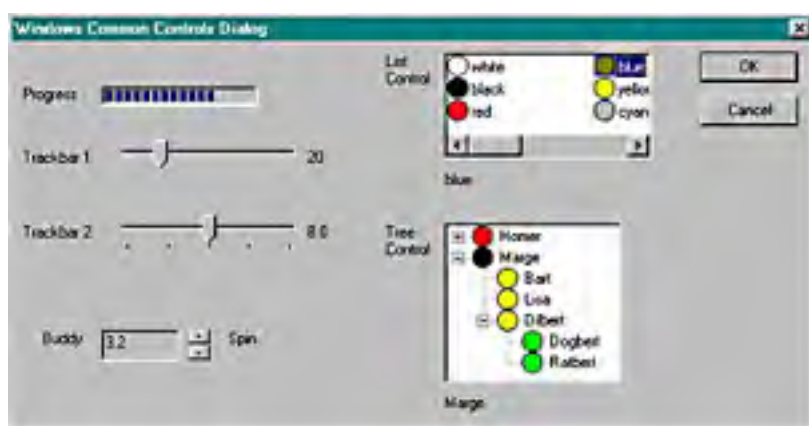 Windows Common Controls Dialog
Progress
Trackbar 1
20
Trackbar 2
8.0
Buddy
3.2
Spin
List
Control
white
black
red
blue
yellow
cyan
blue
Tree
Control
Homer
Marge
Bart
Lisa
Dilbert
Dogbert
Ratbert
Marge
OK
Cancel